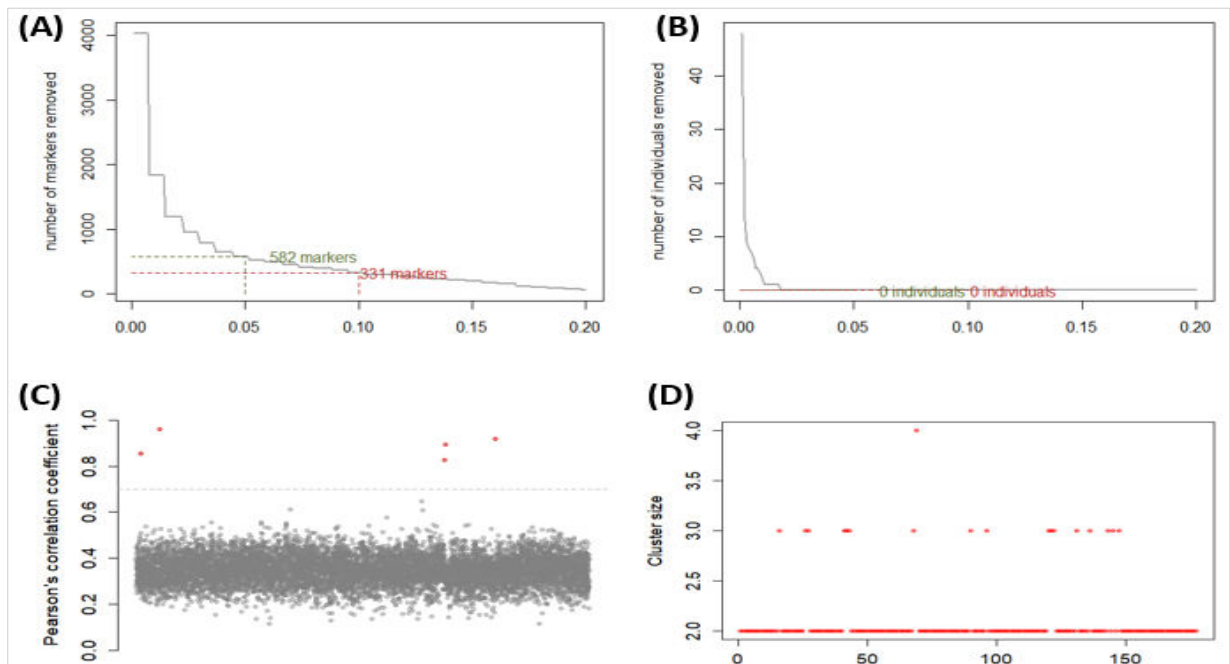 (A)
number of markers removed
4000
3000
2000
1000
0
582 markers
331 markers
0.00 0.05 0.10 0.15 0.20
(B)
number of individuals removed
40
30
20
10
0
0 individuals 0 individuals
0.00 0.05 0.10 0.15 0.20
(C)
Pearson's correlation coefficient
1.0
0.8
0.6
0.4
0.2
0.0
(D)
Cluster size
4.0
3.5
3.0
2.5
2.0
0 50 100 150